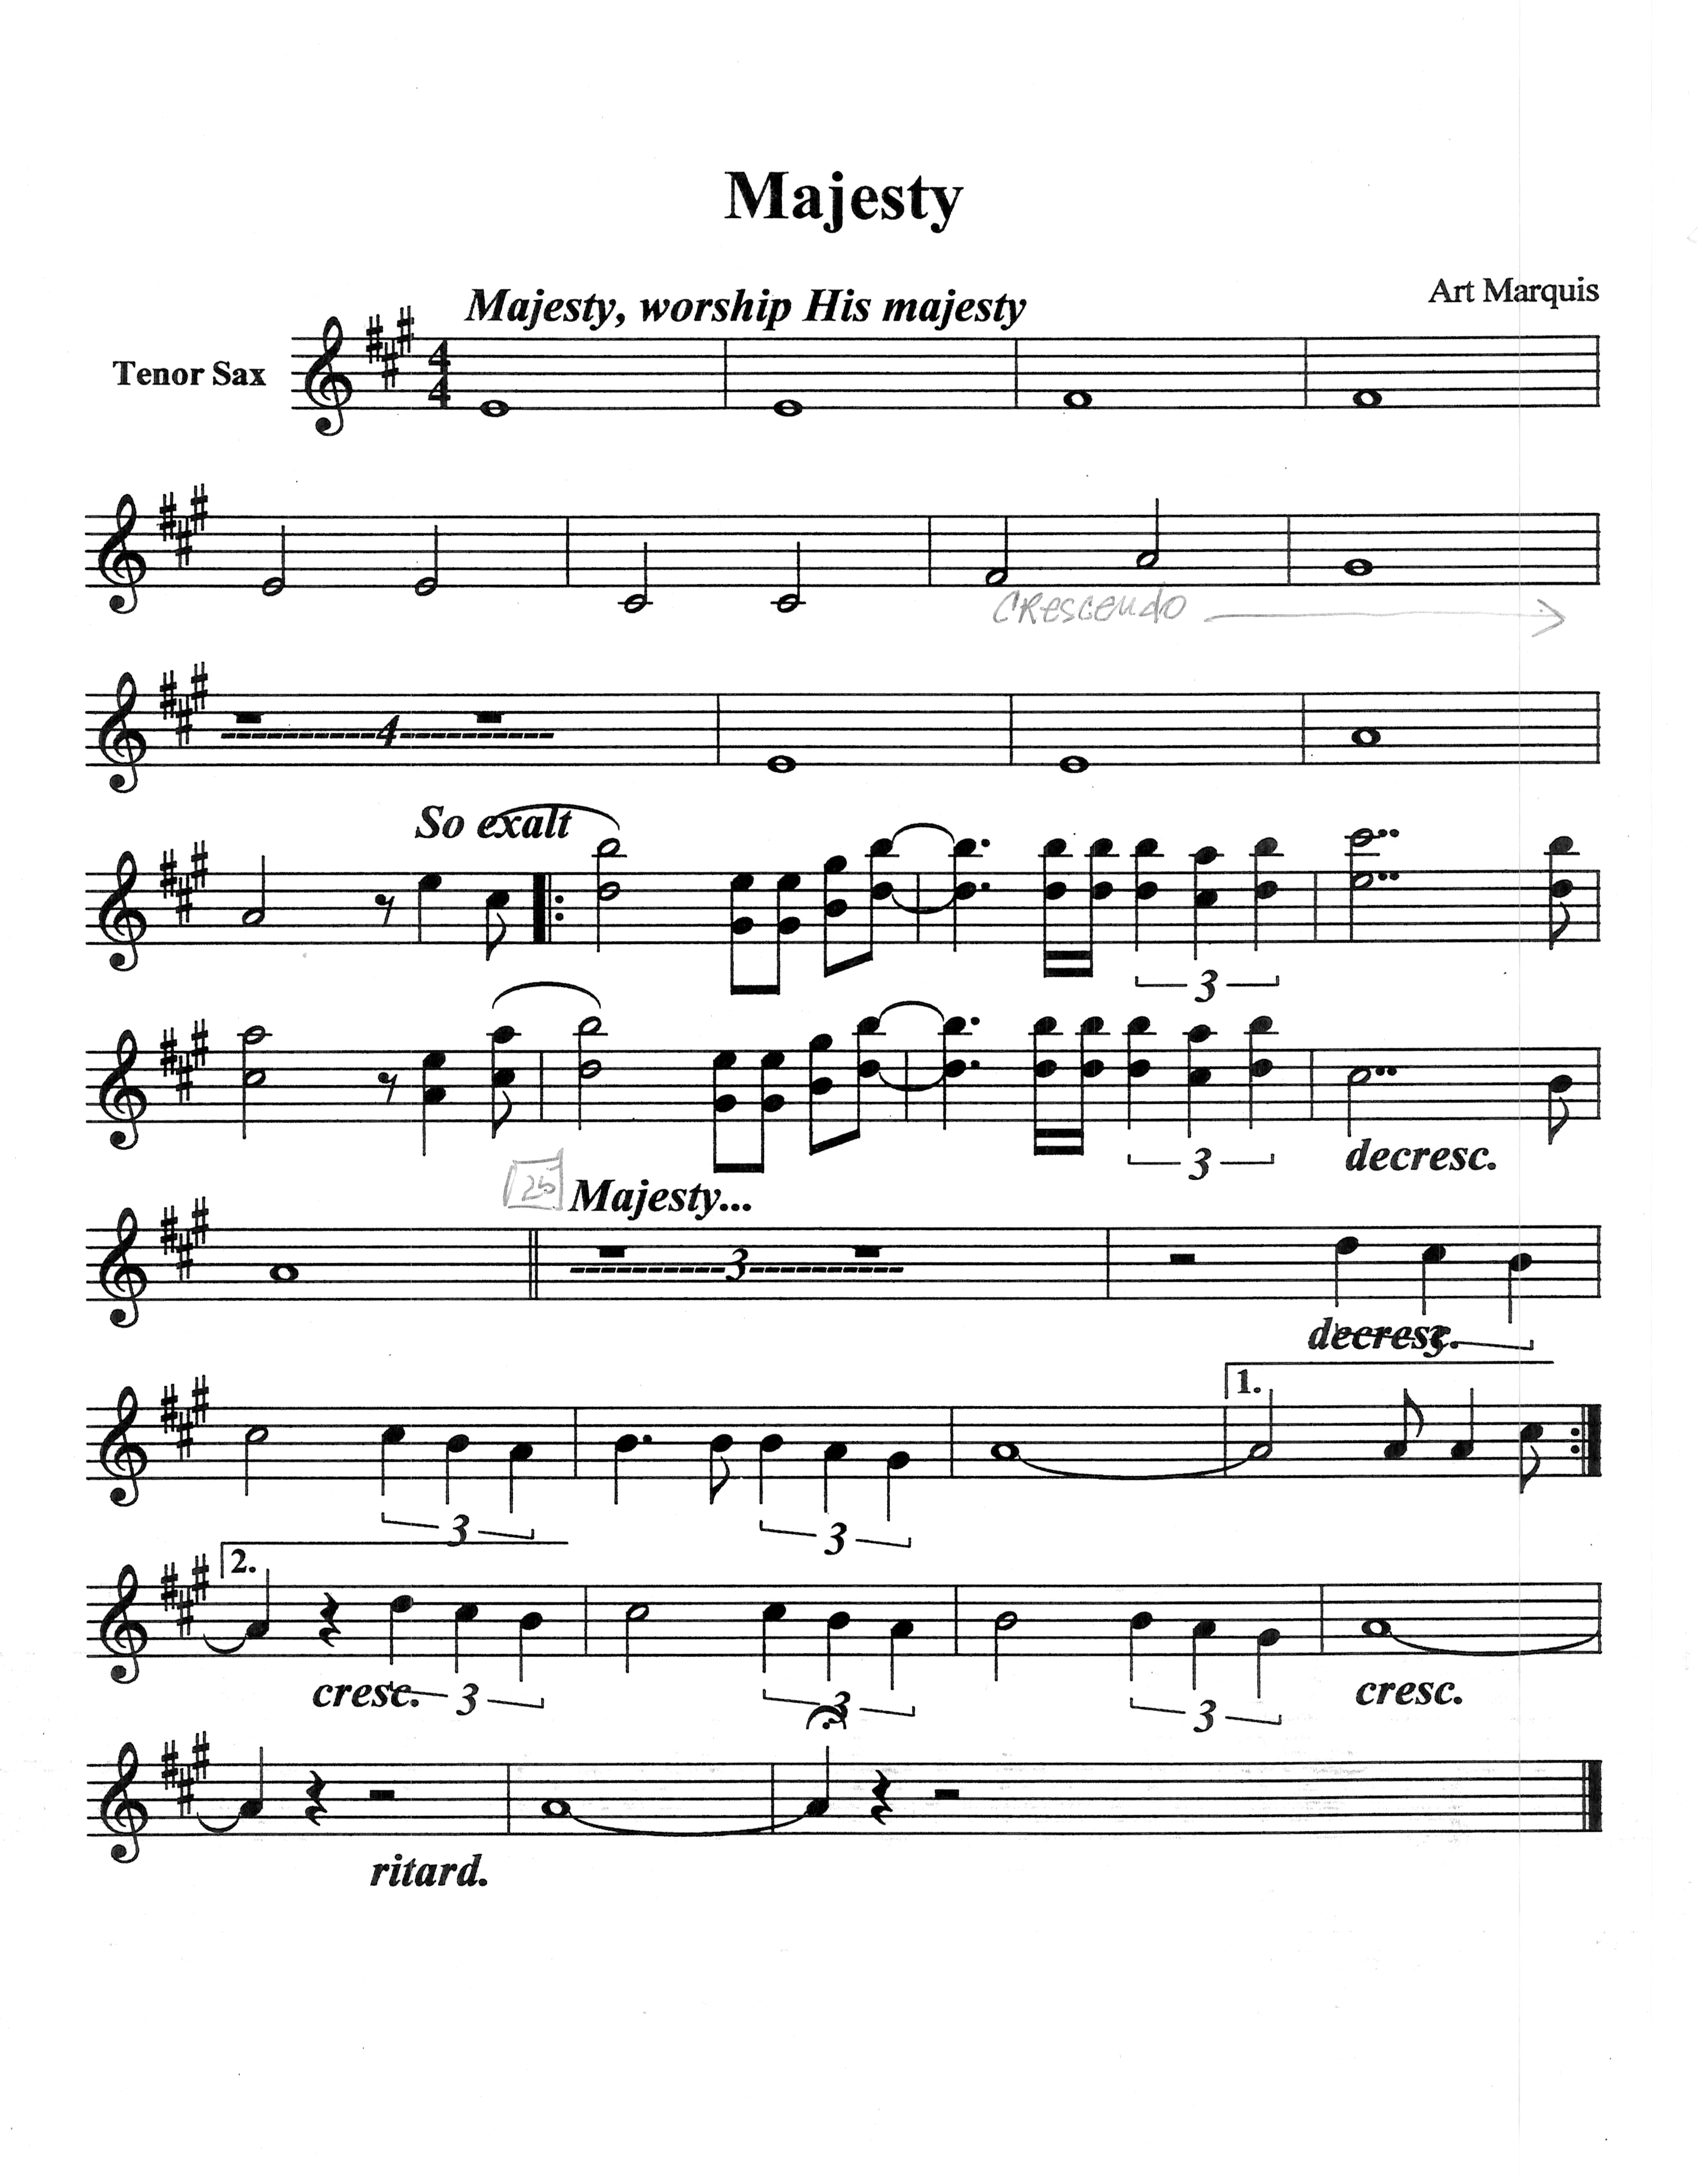 Majesty
Art Marquis
Majesty, worship His majesty
Tenor Sax
4
4
CRescendo
4
So exalt
3
3
decresc.
25 Majesty...
3
decresc.
3
1.
3
3
2.
cresc.
3
3
3
cresc.
ritard.